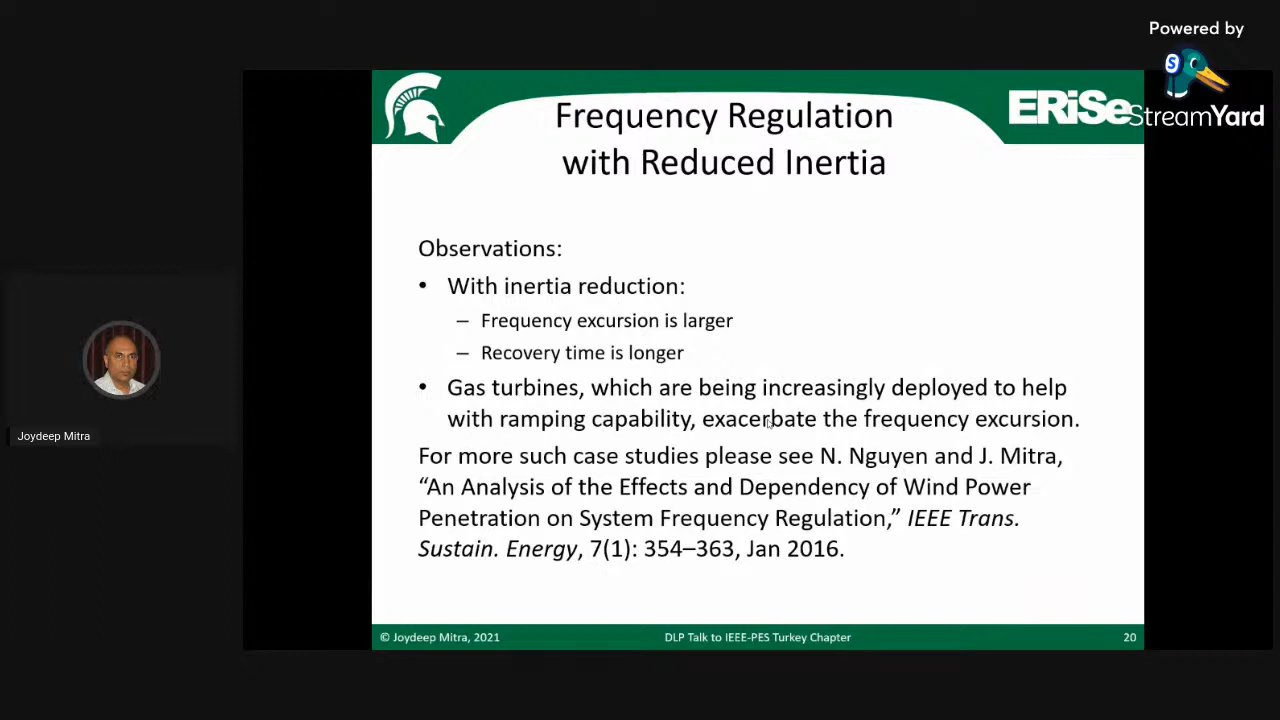 Powered by
S
StreamYard
ERiSe
Frequency Regulation
with Reduced Inertia
Observations:
• With inertia reduction:
– Frequency excursion is larger
– Recovery time is longer
• Gas turbines, which are being increasingly deployed to help
with ramping capability, exacerbate the frequency excursion.
For more such case studies please see N. Nguyen and J. Mitra,
“An Analysis of the Effects and Dependency of Wind Power
Penetration on System Frequency Regulation,” IEEE Trans.
Sustain. Energy, 7(1): 354–363, Jan 2016.
Joydeep Mitra
© Joydeep Mitra, 2021
DLP Talk to IEEE-PES Turkey Chapter
20